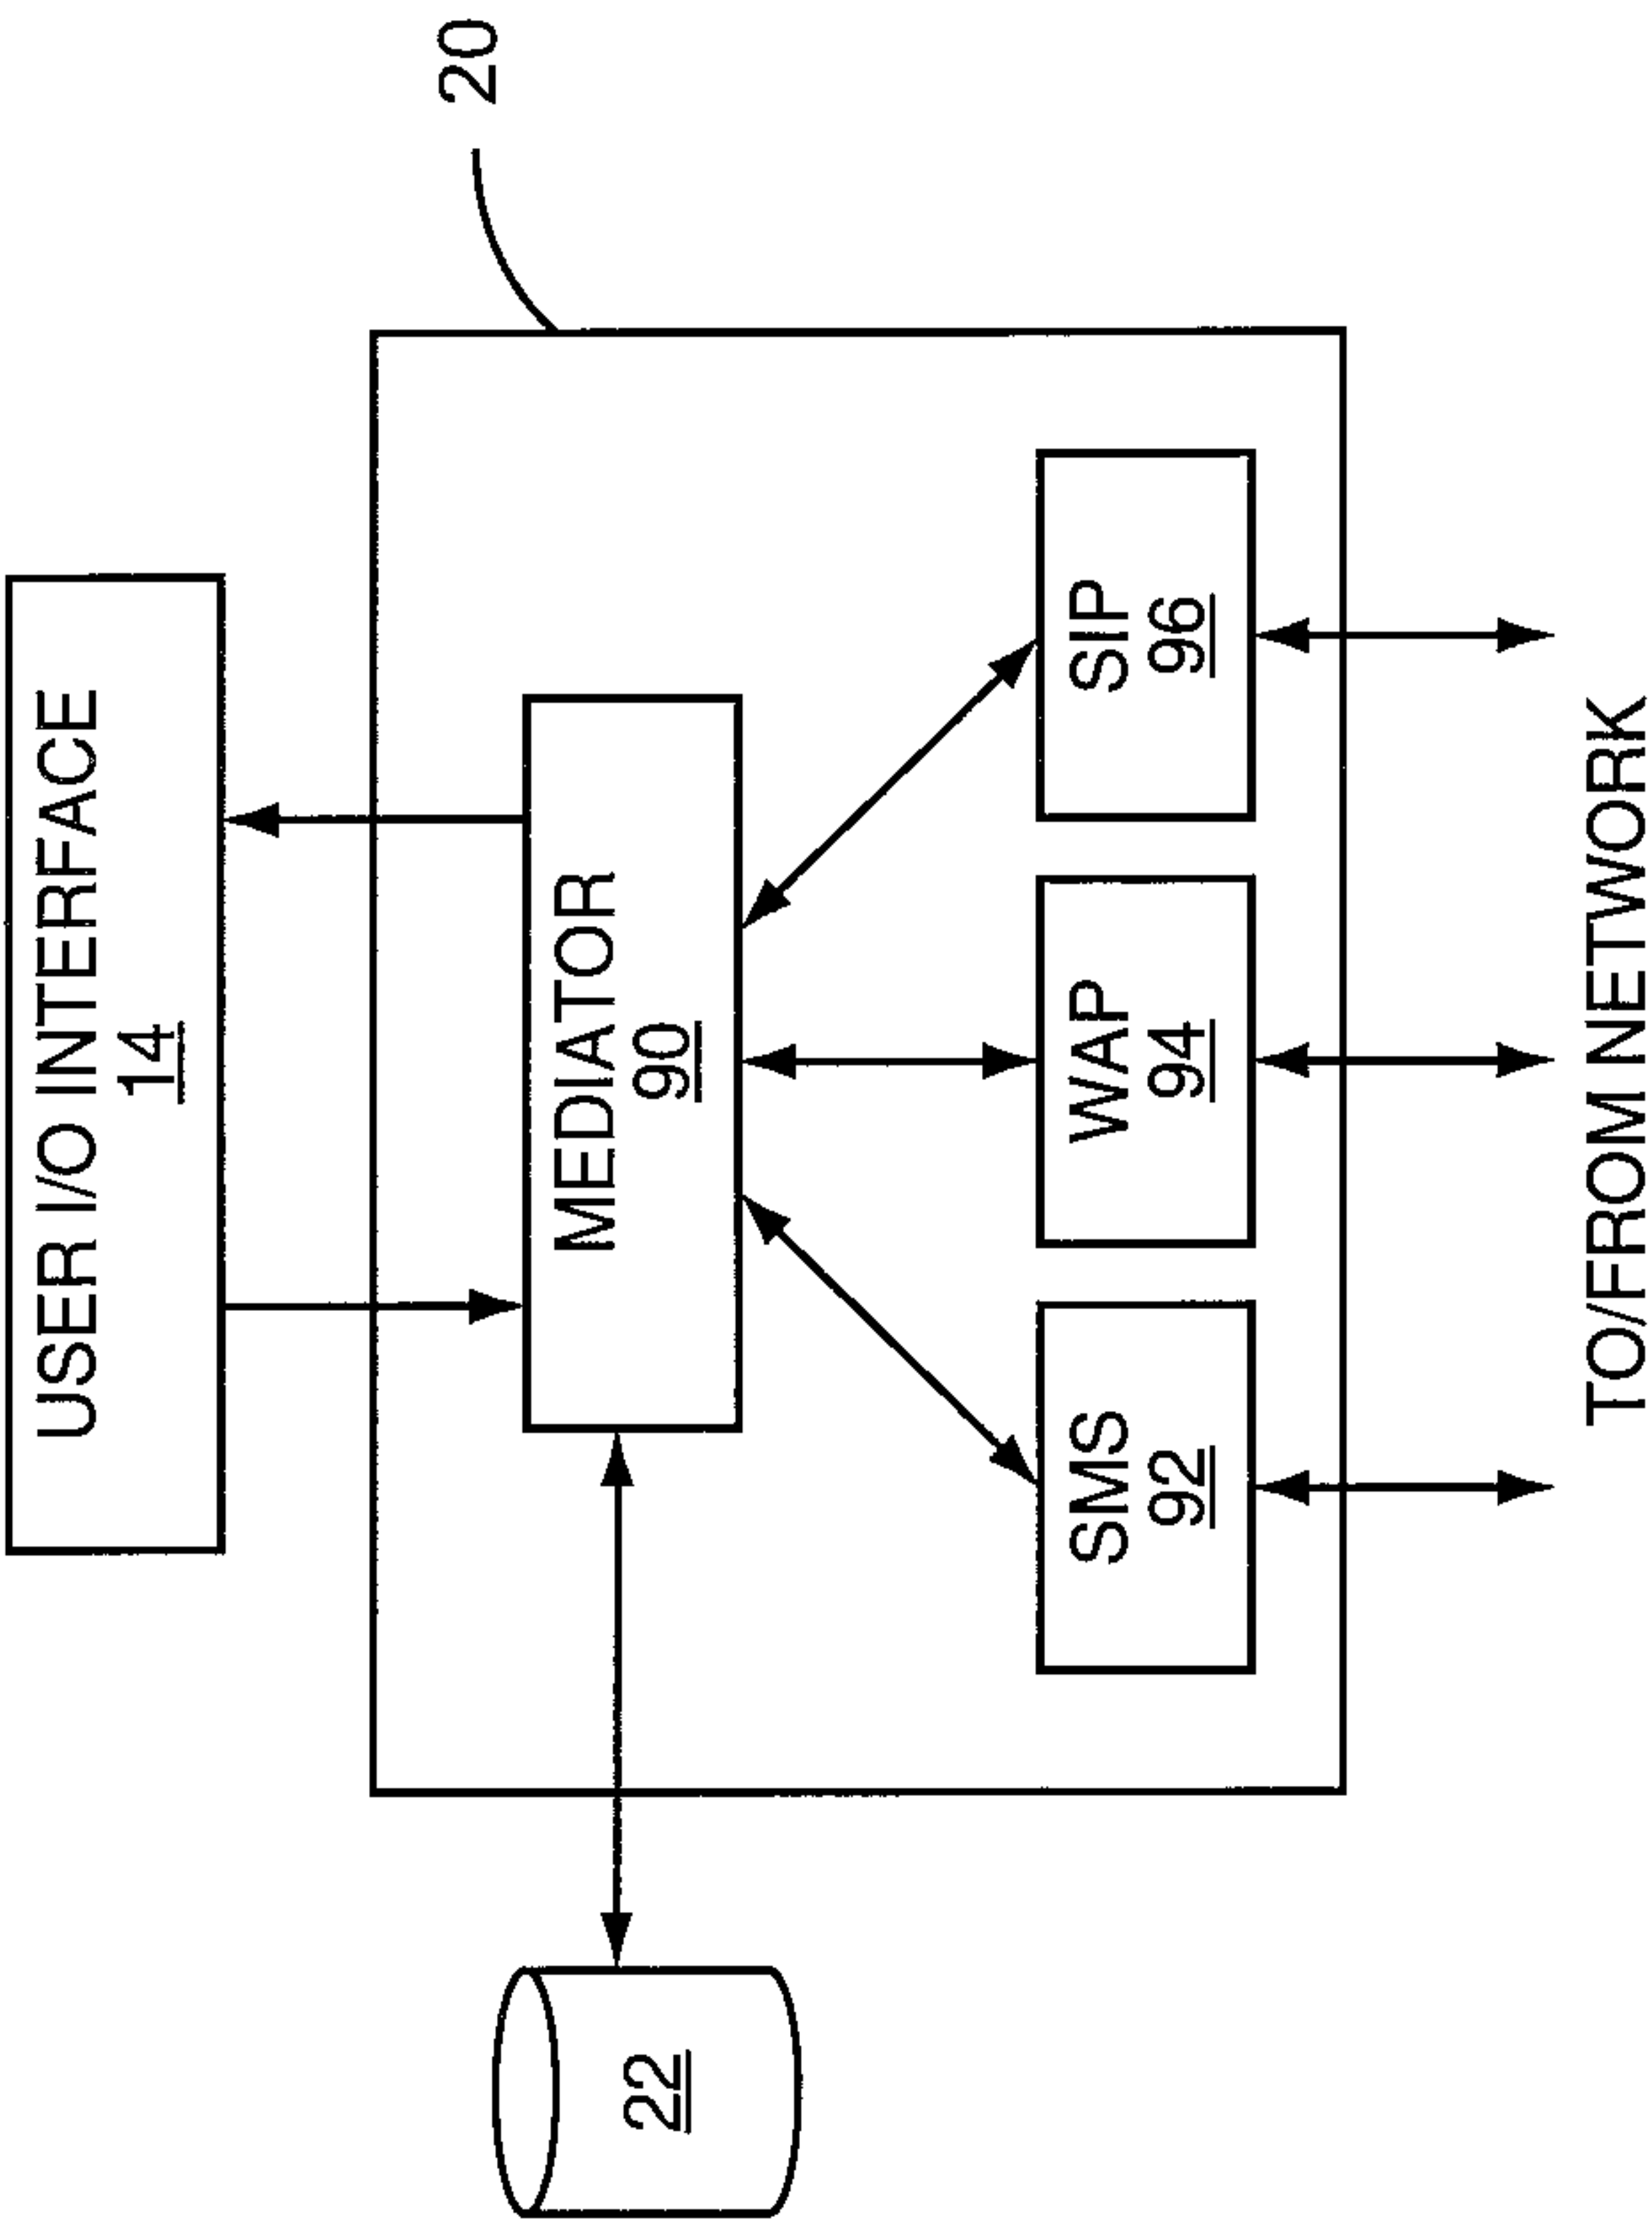 USER I/O INTERFACE
14
20
MEDIATOR
90
22
SMS
92
WAP
94
SIP
96
TO/FROM NETWORK